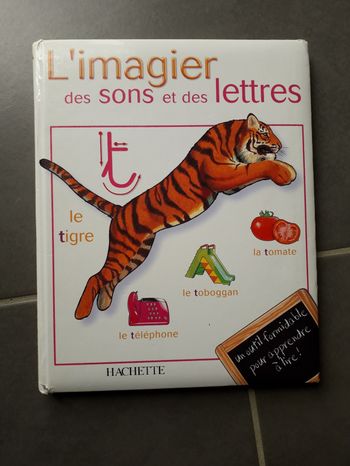 L'imagier
des sons et des lettres
t
le
tigre
la tomate
le toboggan
le téléphone
un outil formidable
pour apprendre
à lire !
HACHETTE